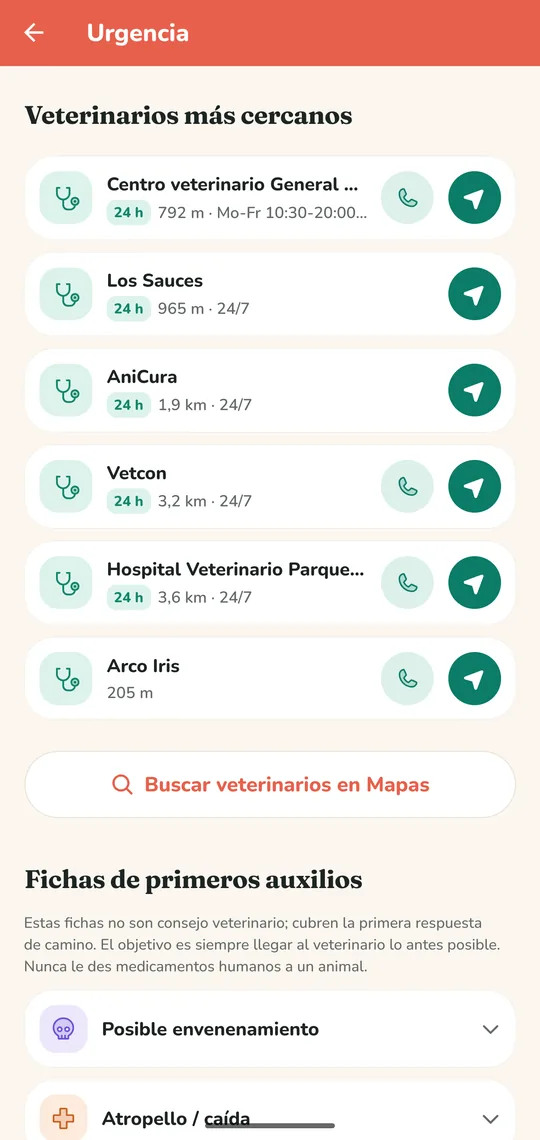 Urgencia
Veterinarios más cercanos
Centro veterinario General ...
24 h 792 m · Mo-Fr 10:30-20:00...
Los Sauces
24 h 965 m · 24/7
AniCura
24 h 1,9 km · 24/7
Vetcon
24 h 3,2 km · 24/7
Hospital Veterinario Parque...
24 h 3,6 km · 24/7
Arco Iris
205 m
Buscar veterinarios en Mapas
Fichas de primeros auxilios
Estas fichas no son consejo veterinario; cubren la primera respuesta
de camino. El objetivo es siempre llegar al veterinario lo antes posible.
Nunca le des medicamentos humanos a un animal.
Posible envenenamiento
Atropello / caída